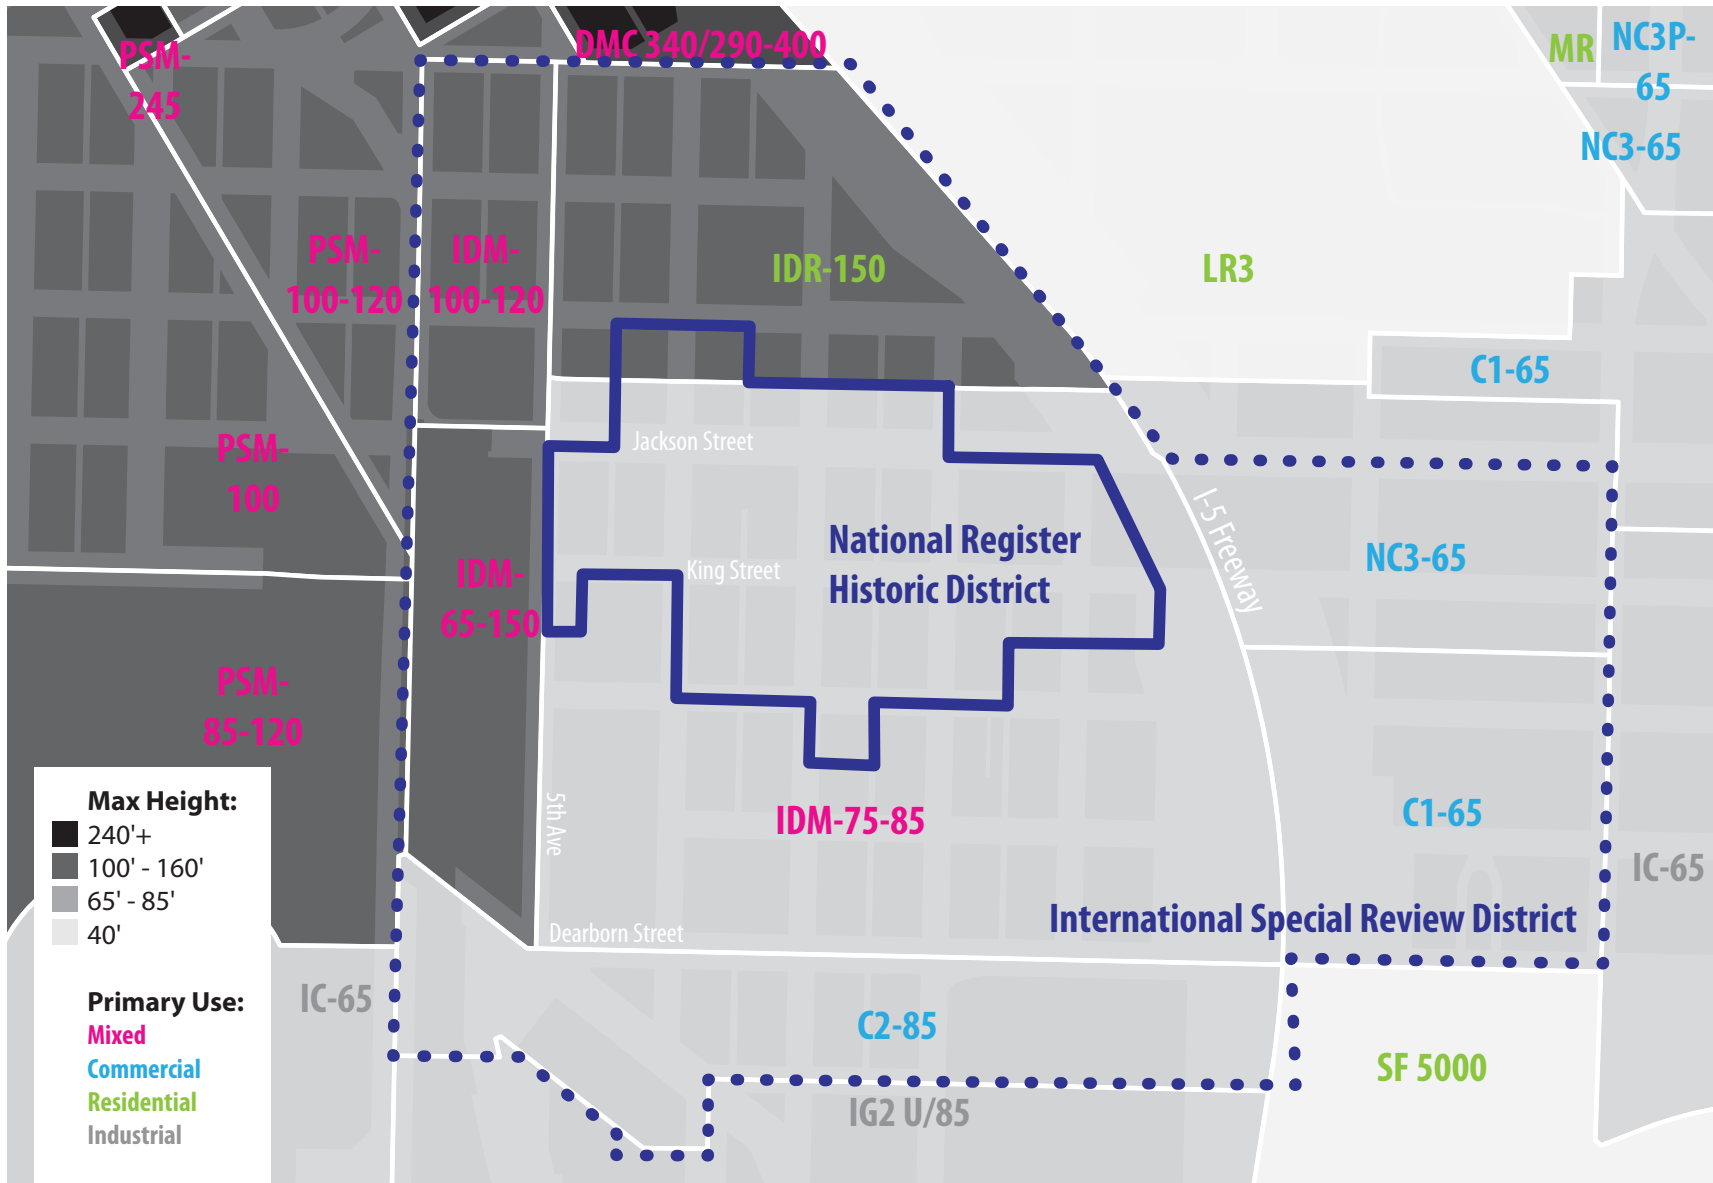 PSM-
245
DMC 340/290-400
MR
NC3P-
65
NC3-65
PSM-
100-120
IDM-
100-120
IDR-150
LR3
C1-65
PSM-
100
Jackson Street
I-5 Freeway
National Register
Historic District
King Street
NC3-65
IDM-
65-150
PSM-
85-120
5th Ave
IDM-75-85
C1-65
IC-65
International Special Review District
Dearborn Street
IC-65
C2-85
IG2 U/85
SF 5000
Max Height:
240'+
100' - 160'
65' - 85'
40'
Primary Use:
Mixed
Commercial
Residential
Industrial